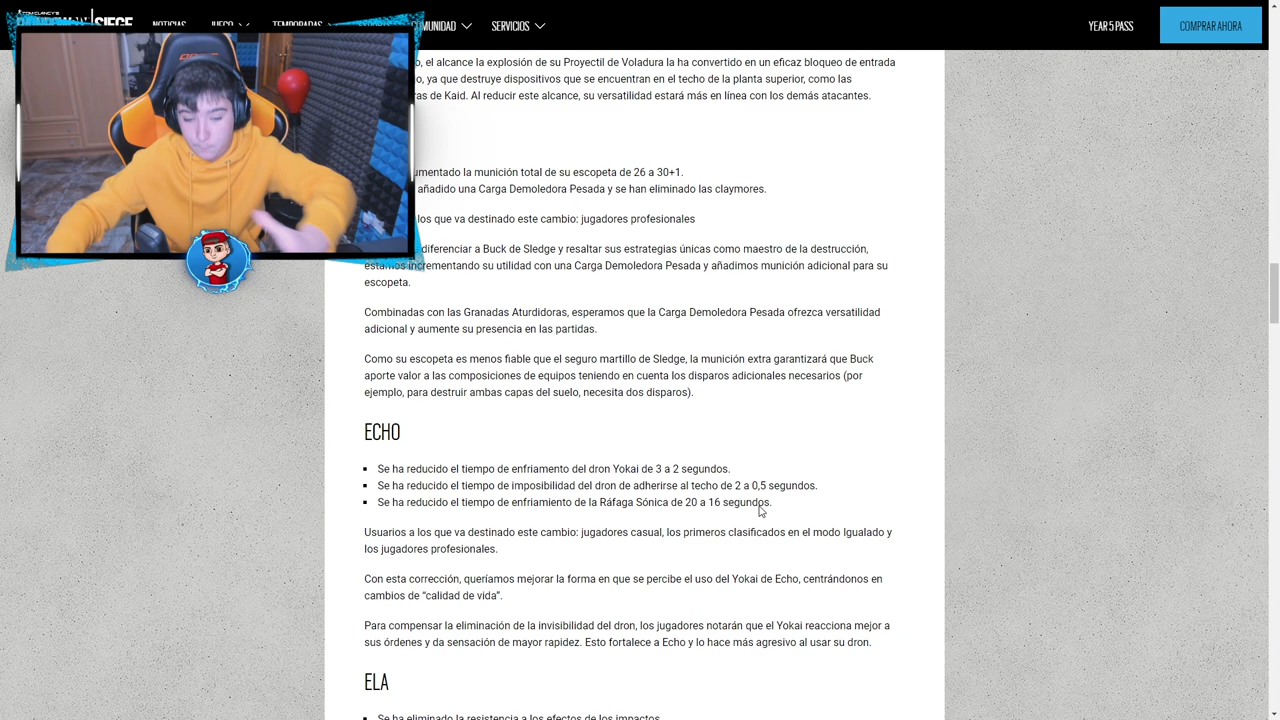 TOM CLANCY'S
SIEGE
NOTICIAS
JUEGO
TEMPORADAS
COMUNIDAD
SERVICIOS
YEAR 5 PASS
COMPRAR AHORA
o, el alcance la explosión de su Proyectil de Voladura la ha convertido en un eficaz bloqueo de entrada
o, ya que destruye dispositivos que se encuentran en el techo de la planta superior, como las
ras de Kaid. Al reducir este alcance, su versatilidad estará más en línea con los demás atacantes.
umentado la munición total de su escopeta de 26 a 30+1.
añadido una Carga Demoledora Pesada y se han eliminado las claymores.
los que va destinado este cambio: jugadores profesionales
diferenciar a Buck de Sledge y resaltar sus estrategias únicas como maestro de la destrucción,
estamos incrementando su utilidad con una Carga Demoledora Pesada y añadimos munición adicional para su
escopeta.
Combinadas con las Granadas Aturdidoras, esperamos que la Carga Demoledora Pesada ofrezca versatilidad
adicional y aumente su presencia en las partidas.
Como su escopeta es menos fiable que el seguro martillo de Sledge, la munición extra garantizará que Buck
aporte valor a las composiciones de equipos teniendo en cuenta los disparos adicionales necesarios (por
ejemplo, para destruir ambas capas del suelo, necesita dos disparos).
ECHO
▪ Se ha reducido el tiempo de enfriamento del dron Yokai de 3 a 2 segundos.
▪ Se ha reducido el tiempo de imposibilidad del dron de adherirse al techo de 2 a 0,5 segundos.
▪ Se ha reducido el tiempo de enfriamiento de la Ráfaga Sónica de 20 a 16 segundos.
Usuarios a los que va destinado este cambio: jugadores casual, los primeros clasificados en el modo Igualado y
los jugadores profesionales.
Con esta corrección, queríamos mejorar la forma en que se percibe el uso del Yokai de Echo, centrándonos en
cambios de “calidad de vida”.
Para compensar la eliminación de la invisibilidad del dron, los jugadores notarán que el Yokai reacciona mejor a
sus órdenes y da sensación de mayor rapidez. Esto fortalece a Echo y lo hace más agresivo al usar su dron.
ELA
▪ Se ha eliminado la resistencia a los efectos de los impactos